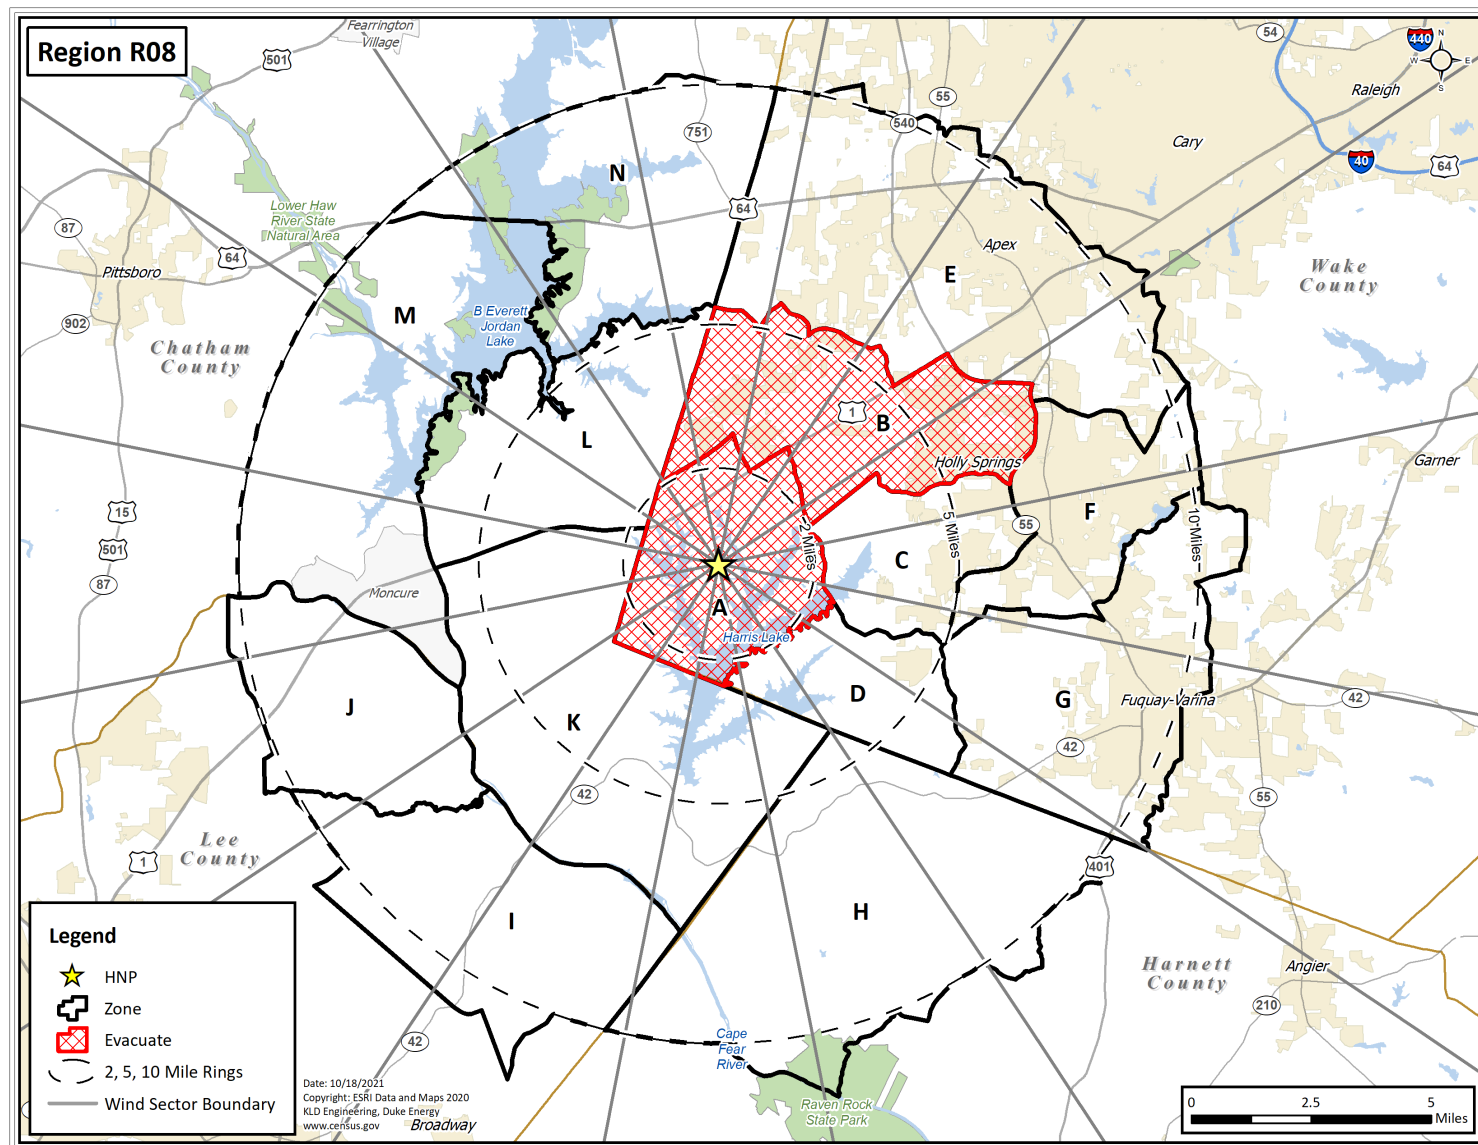 Region R08
Fearrington
Village
501
54
440
N
W
E
S
Raleigh
55
540
751
Cary
40
64
N
Lower Haw
River State
Natural Area
87
64
64
Pittsboro
Apex
E
Wake
County
M
B Everett
Jordan
Lake
902
Chatham
County
1
B
L
Holly Springs
Garner
15
501
55
F
5 Miles
10 Miles
2 Miles
C
87
Moncure
A
Harris Lake
J
K
D
G
Fuquay-Varina
42
42
42
55
Lee
County
1
401
I
H
Harnett
County
Angier
210
42
Cape
Fear
River
Raven Rock
State Park
Broadway
Legend
HNP
Zone
Evacuate
2, 5, 10 Mile Rings
Wind Sector Boundary
Date: 10/18/2021
Copyright: ESRI Data and Maps 2020
KLD Engineering, Duke Energy
www.census.gov
0
2.5
5
Miles